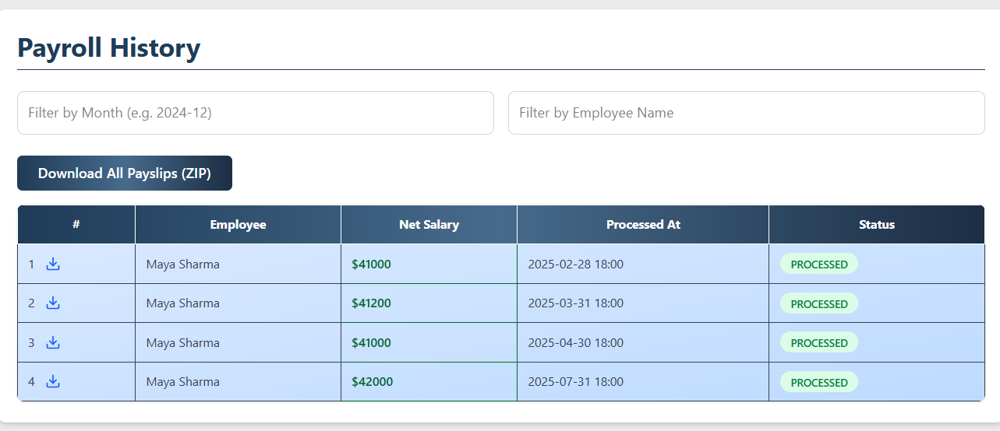 Payroll History
Filter by Month (e.g. 2024-12) Filter by Employee Name
Download All Payslips (ZIP)
# Employee Net Salary Processed At Status
1 Maya Sharma $41000 2025-02-28 18:00 PROCESSED
2 Maya Sharma $41200 2025-03-31 18:00 PROCESSED
3 Maya Sharma $41000 2025-04-30 18:00 PROCESSED
4 Maya Sharma $42000 2025-07-31 18:00 PROCESSED